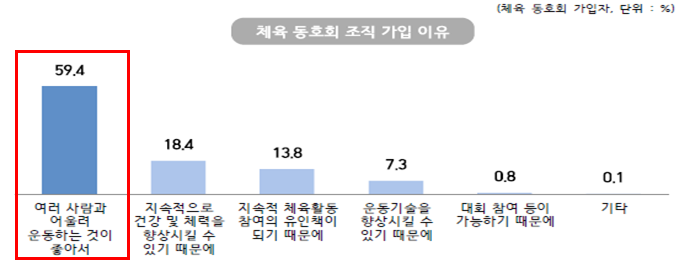 (체육 동호회 가입자, 단위 : %)
체육 동호회 조직 가입 이유
59.4
18.4
13.8
7.3
0.8
0.1
여러 사람과
어울려
운동하는 것이
좋아서
지속적으로
건강 및 체력을
향상시킬 수
있기 때문에
지속적 체육활동
참여의 유인책이
되기 때문에
운동기술을
향상시킬 수
있기 때문에
대회 참여 등이
가능하기 때문에
기타